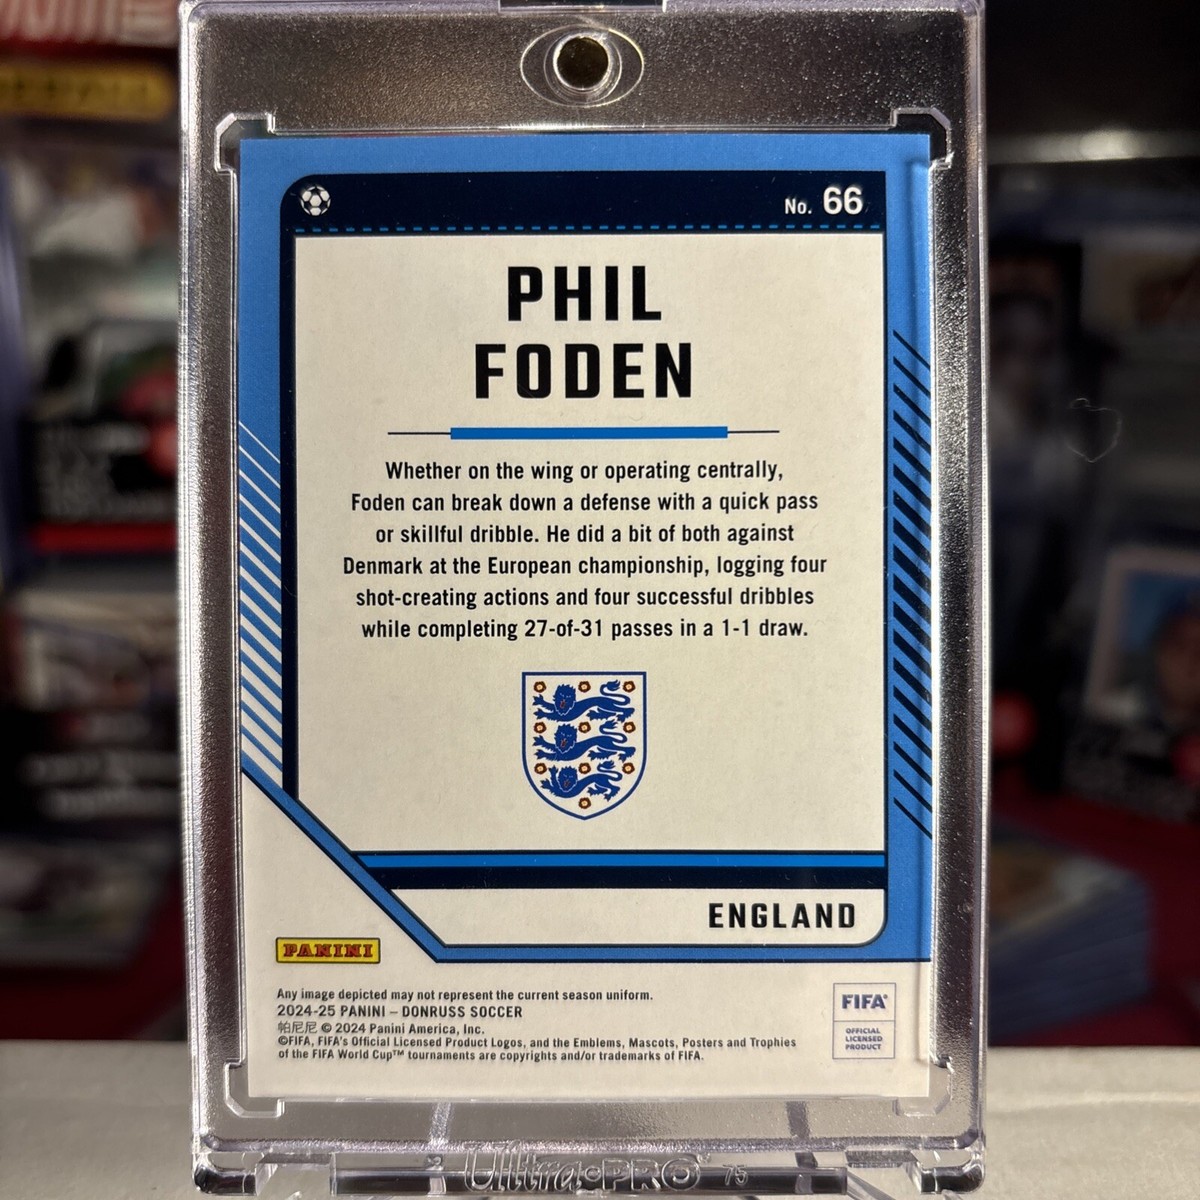 No. 66
PHIL
FODEN
Whether on the wing or operating centrally,
Foden can break down a defense with a quick pass
or skillful dribble. He did a bit of both against
Denmark at the European championship, logging four
shot-creating actions and four successful dribbles
while completing 27-of-31 passes in a 1-1 draw.
ENGLAND
PANINI
Any image depicted may not represent the current season uniform.
2024-25 PANINI – DONRUSS SOCCER
帕尼尼 © 2024 Panini America, Inc.
©FIFA, FIFA's Official Licensed Product Logos, and the Emblems, Mascots, Posters and Trophies
of the FIFA World Cup™ tournaments are copyrights and/or trademarks of FIFA.
FIFA®
OFFICIAL
LICENSED
PRODUCT
Ultra•PRO 75